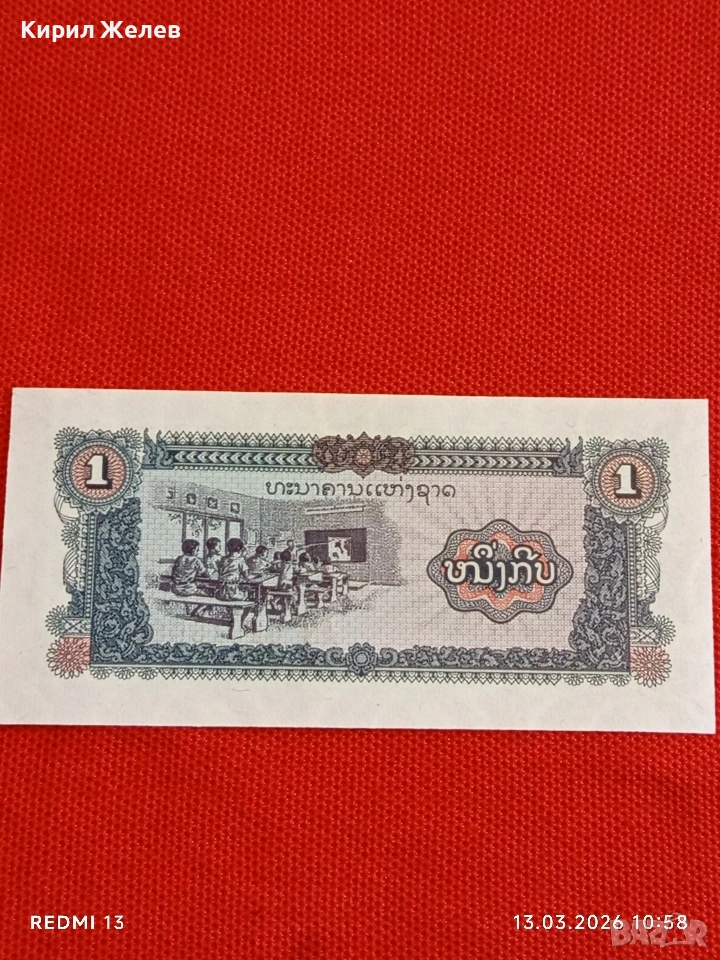 Кирил Желев
1
1
ທະນາຄານແຫ່ງຊາດ
ໜຶ່ງກີບ
REDMI 13
13.03.2026 10:58
BAZAR